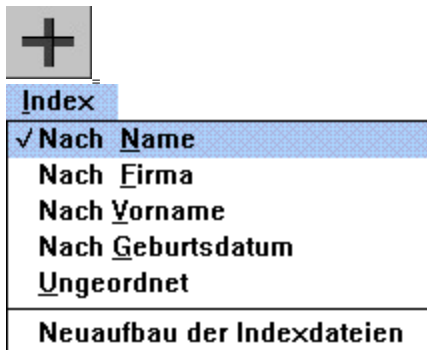 =
Index
✓ Nach Name
Nach Firma
Nach Vorname
Nach Geburtsdatum
Ungeordnet
Neuaufbau der Indexdateien